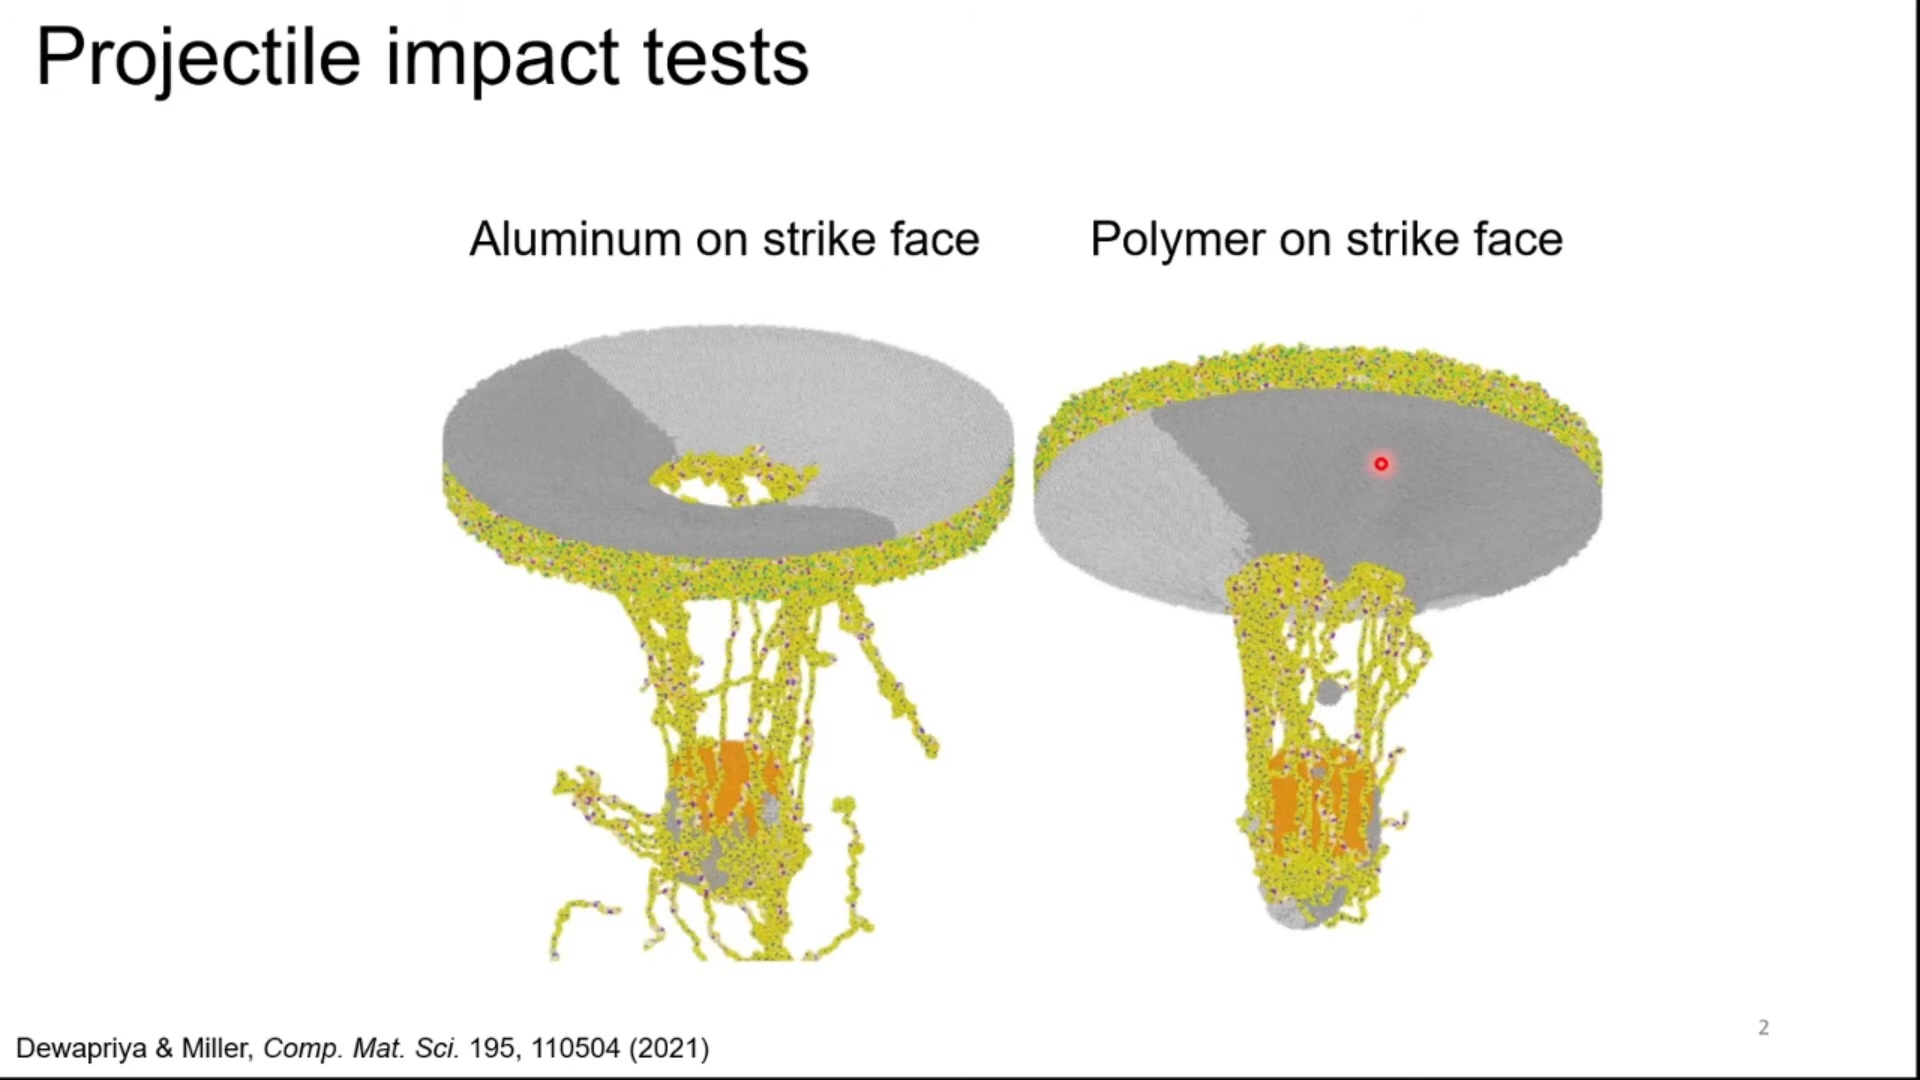 Projectile impact tests
Aluminum on strike face
Polymer on strike face
2
Dewapriya & Miller, Comp. Mat. Sci. 195, 110504 (2021)